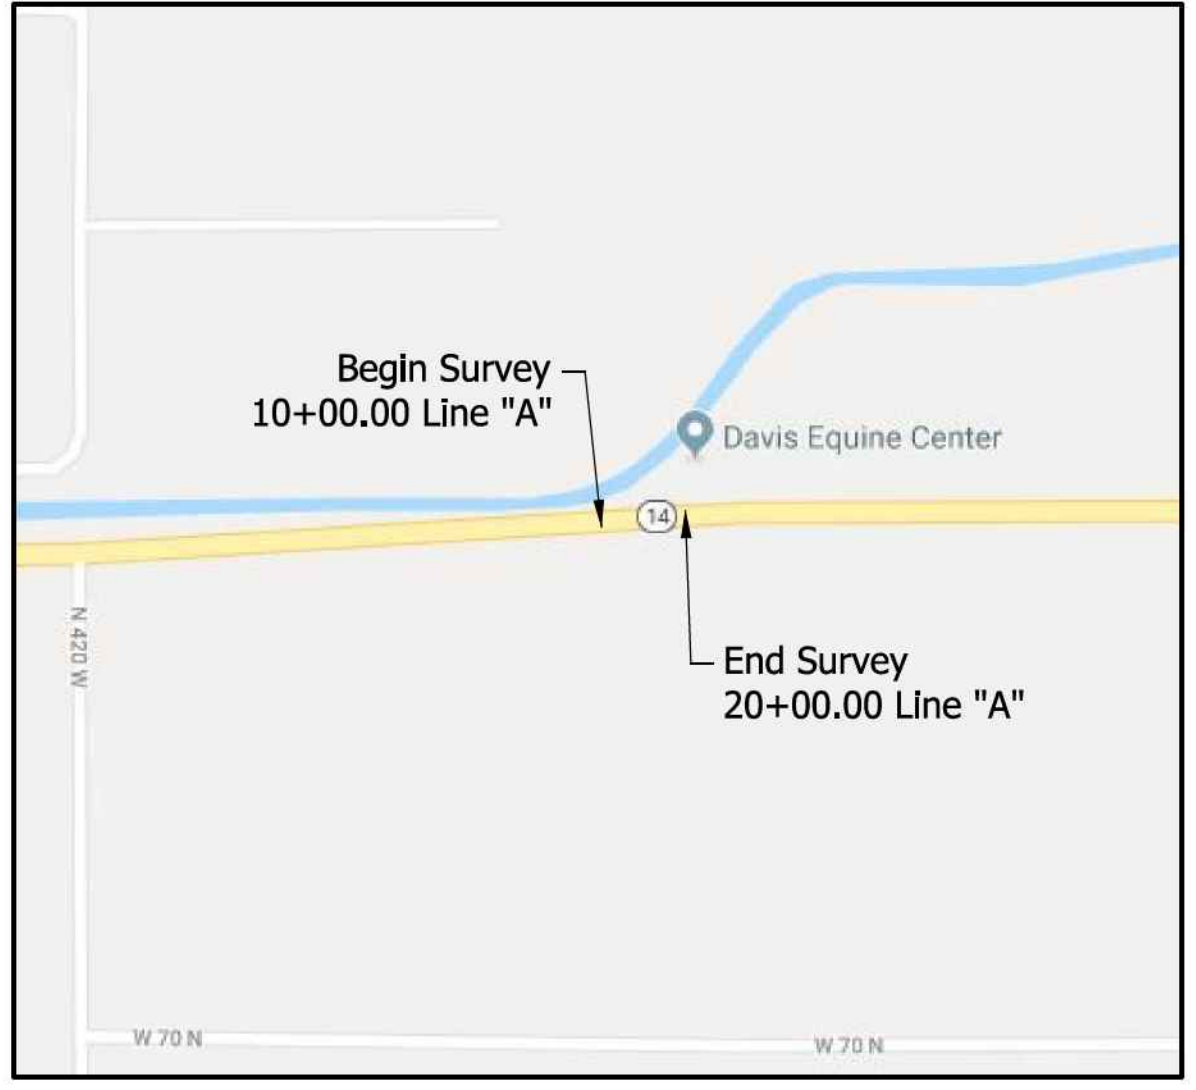 Begin Survey
10+00.00 Line "A"
Davis Equine Center
14
N 420 W
End Survey
20+00.00 Line "A"
W 70 N
W 70 N